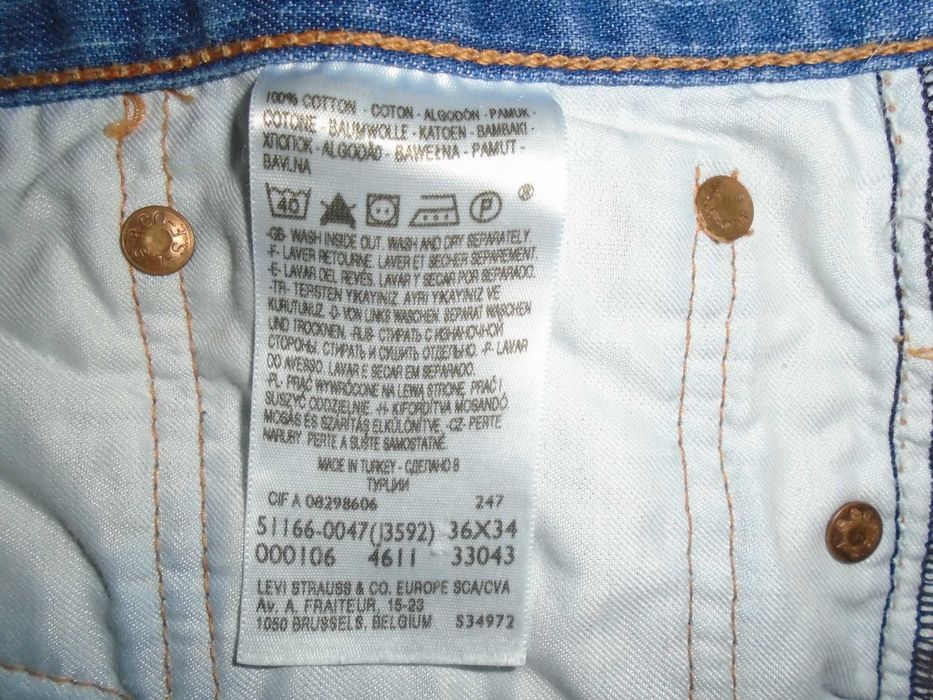 100% COTTON - COTON - ALGODÓN - PAMUK -
COTONE - BAUMWOLLE - KATOEN - BAMBAKI -
ХЛОПОК - ALGODÃO - BAWEŁNA - PAMUT -
BAVLNA
40 P ®
-GB- WASH INSIDE OUT. WASH AND DRY SEPARATELY.
-F- LAVER RETOURNE. LAVER ET SECHER SEPAREMENT.
-E- LAVAR DEL REVÉS. LAVAR Y SECAR POR SEPARADO.
-TR- TERSTEN YIKAYINIZ. AYRI YIKAYINIZ VE
KURUTUNUZ. -D- VON LINKS WASCHEN. SEPARAT WASCHEN
UND TROCKNEN. -RUS- СТИРАТЬ С ИЗНАНОЧНОЙ
СТОРОНЫ. СТИРАТЬ И СУШИТЬ ОТДЕЛЬНО. -P- LAVAR
DO AVESSO. LAVAR E SECAR EM SEPARADO.
-PL- PRAĆ WYWRÓCONE NA LEWĄ STRONĘ. PRAĆ I
SUSZYĆ ODDZIELNIE. -H- KIFORDÍTVA MOSANDÓ.
MOSÁS ÉS SZÁRÍTÁS ELKÜLÖNÍTVE. -CZ- PERTE
NARUBY. PERTE A SUŠTE SAMOSTATNĚ.
MADE IN TURKEY - СДЕЛАНО В
ТУРЦИИ
CIF A 08298606 247
51166-0047(J3592) 36X34
000106 4611 33043
LEVI STRAUSS & CO. EUROPE SCA/CVA
Av. A. FRAITEUR, 15-23
1050 BRUSSELS, BELGIUM S34972